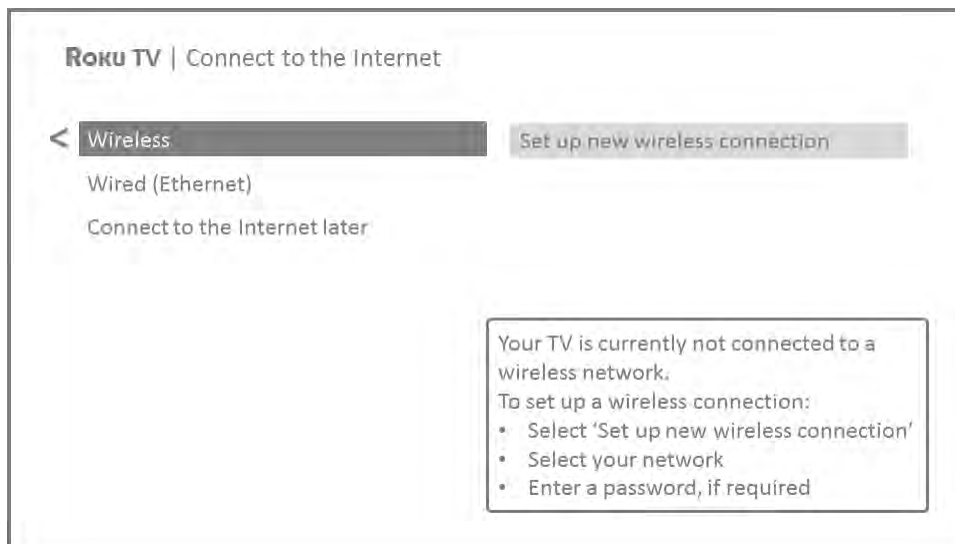 Roku TV | Connect to the Internet
< Wireless
Set up new wireless connection
Wired (Ethernet)
Connect to the Internet later
Your TV is currently not connected to a
wireless network.
To set up a wireless connection:
• Select ‘Set up new wireless connection’
• Select your network
• Enter a password, if required